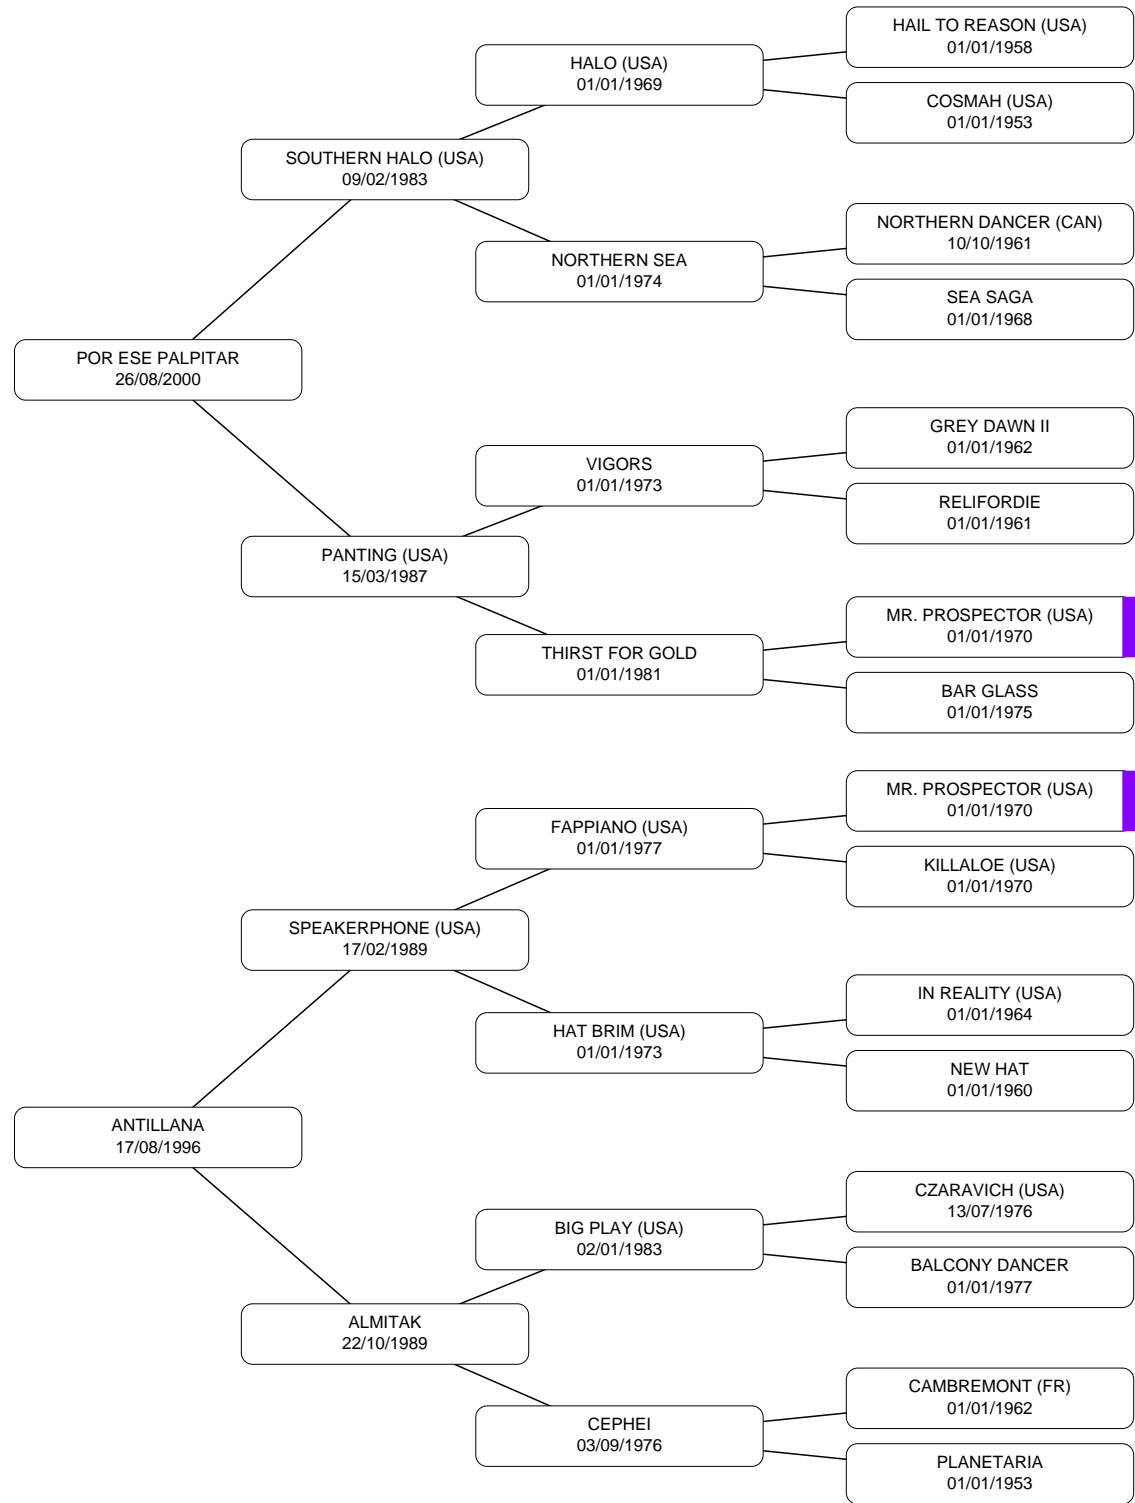 HAIL TO REASON (USA)
01/01/1958
HALO (USA)
01/01/1969
COSMAH (USA)
01/01/1953
SOUTHERN HALO (USA)
09/02/1983
NORTHERN DANCER (CAN)
10/10/1961
NORTHERN SEA
01/01/1974
SEA SAGA
01/01/1968
POR ESE PALPITAR
26/08/2000
GREY DAWN II
01/01/1962
VIGORS
01/01/1973
RELIFORDIE
01/01/1961
PANTING (USA)
15/03/1987
MR. PROSPECTOR (USA)
01/01/1970
THIRST FOR GOLD
01/01/1981
BAR GLASS
01/01/1975
MR. PROSPECTOR (USA)
01/01/1970
FAPPIANO (USA)
01/01/1977
KILLALOE (USA)
01/01/1970
SPEAKERPHONE (USA)
17/02/1989
IN REALITY (USA)
01/01/1964
HAT BRIM (USA)
01/01/1973
NEW HAT
01/01/1960
ANTILLANA
17/08/1996
CZARAVICH (USA)
13/07/1976
BIG PLAY (USA)
02/01/1983
BALCONY DANCER
01/01/1977
ALMITAK
22/10/1989
CAMBREMONT (FR)
01/01/1962
CEPHEI
03/09/1976
PLANETARIA
01/01/1953